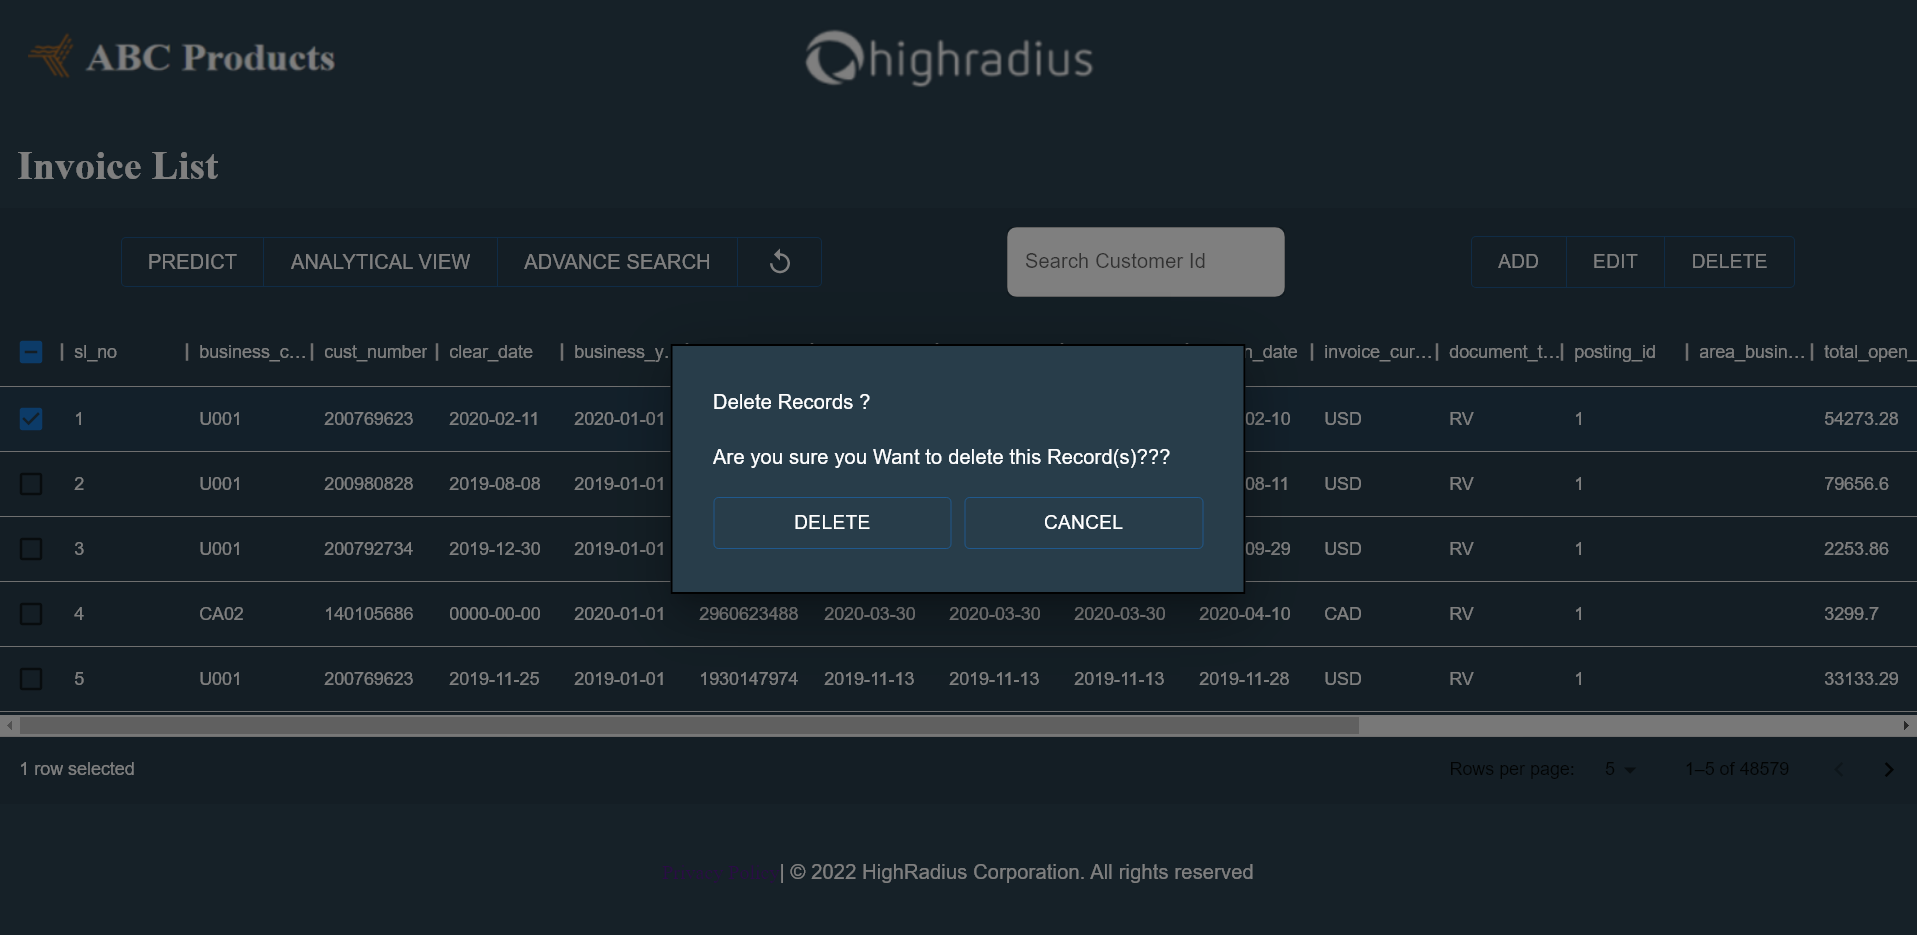 ABC Products
highradius
Invoice List
PREDICT ANALYTICAL VIEW ADVANCE SEARCH Search Customer Id ADD EDIT DELETE
sl_no business_c... cust_number clear_date business_y. n_date invoice_cur... document_t... posting_id area_busin... total_open_
1 U001 200769623 2020-02-11 2020-01-01 02-10 USD RV 1 54273.28
2 U001 200980828 2019-08-08 2019-01-01 08-11 USD RV 1 79656.6
3 U001 200792734 2019-12-30 2019-01-01 09-29 USD RV 1 2253.86
4 CA02 140105686 0000-00-00 2020-01-01 2960623488 2020-03-30 2020-03-30 2020-03-30 2020-04-10 CAD RV 1 3299.7
5 U001 200769623 2019-11-25 2019-01-01 1930147974 2019-11-13 2019-11-13 2019-11-13 2019-11-28 USD RV 1 33133.29
Delete Records ?
Are you sure you Want to delete this Record(s)???
DELETE CANCEL
1 row selected Rows per page: 5 1–5 of 48579
Privacy Policy| © 2022 HighRadius Corporation. All rights reserved